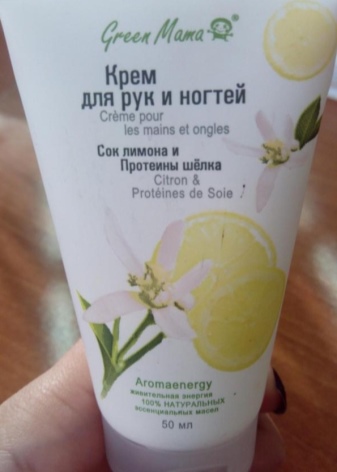 Green Mama
Крем
для рук и ногтей
Crème pour
les mains et ongles
Сок лимона и
Протеины шёлка
Citron &
Protéines de Soie
Aromaenergy
живительная энергия
100% НАТУРАЛЬНЫХ
эссенциальных масел
50 мл